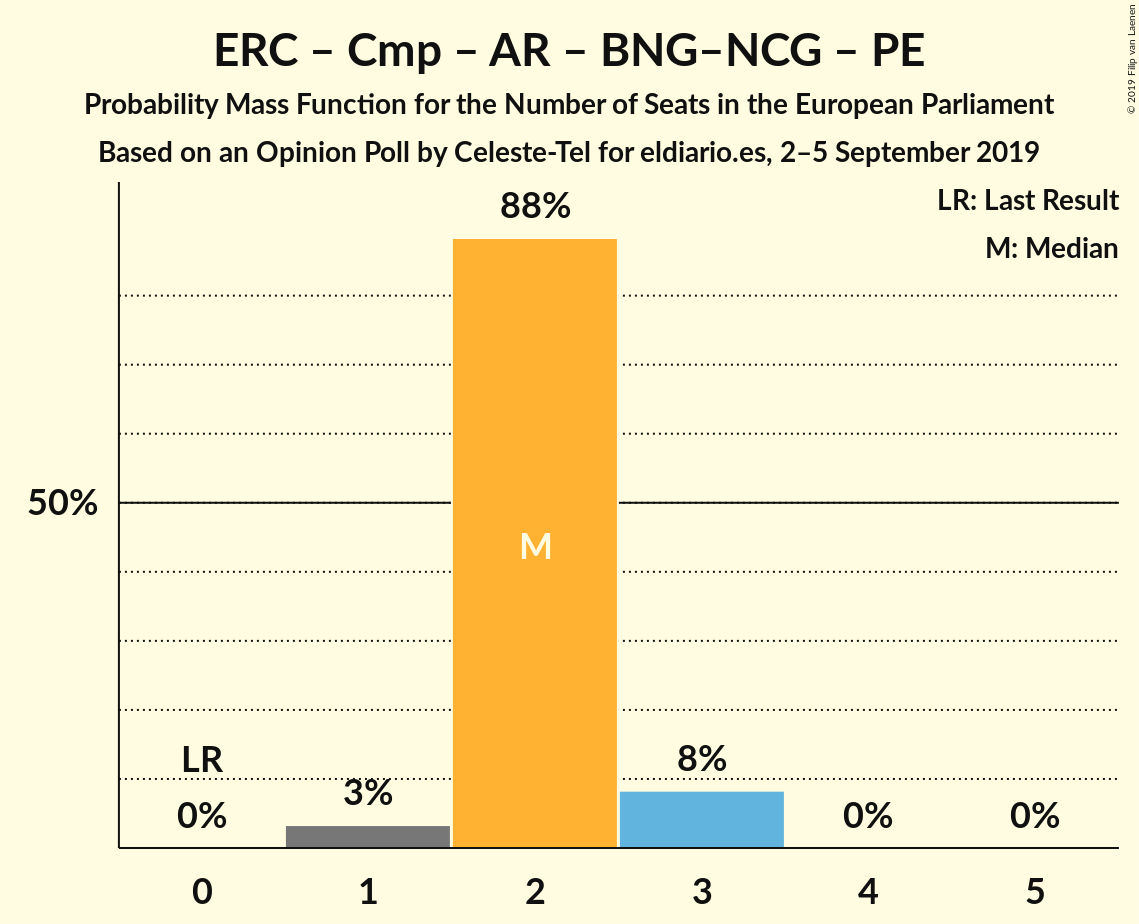 ERC – Cmp – AR – BNG–NCG – PE
Probability Mass Function for the Number of Seats in the European Parliament
Based on an Opinion Poll by Celeste-Tel for eldiario.es, 2–5 September 2019
© 2019 Filip van Laenen
LR: Last Result
M: Median
88%
50%
M
LR
0%
3%
8%
0%
0%
0 1 2 3 4 5